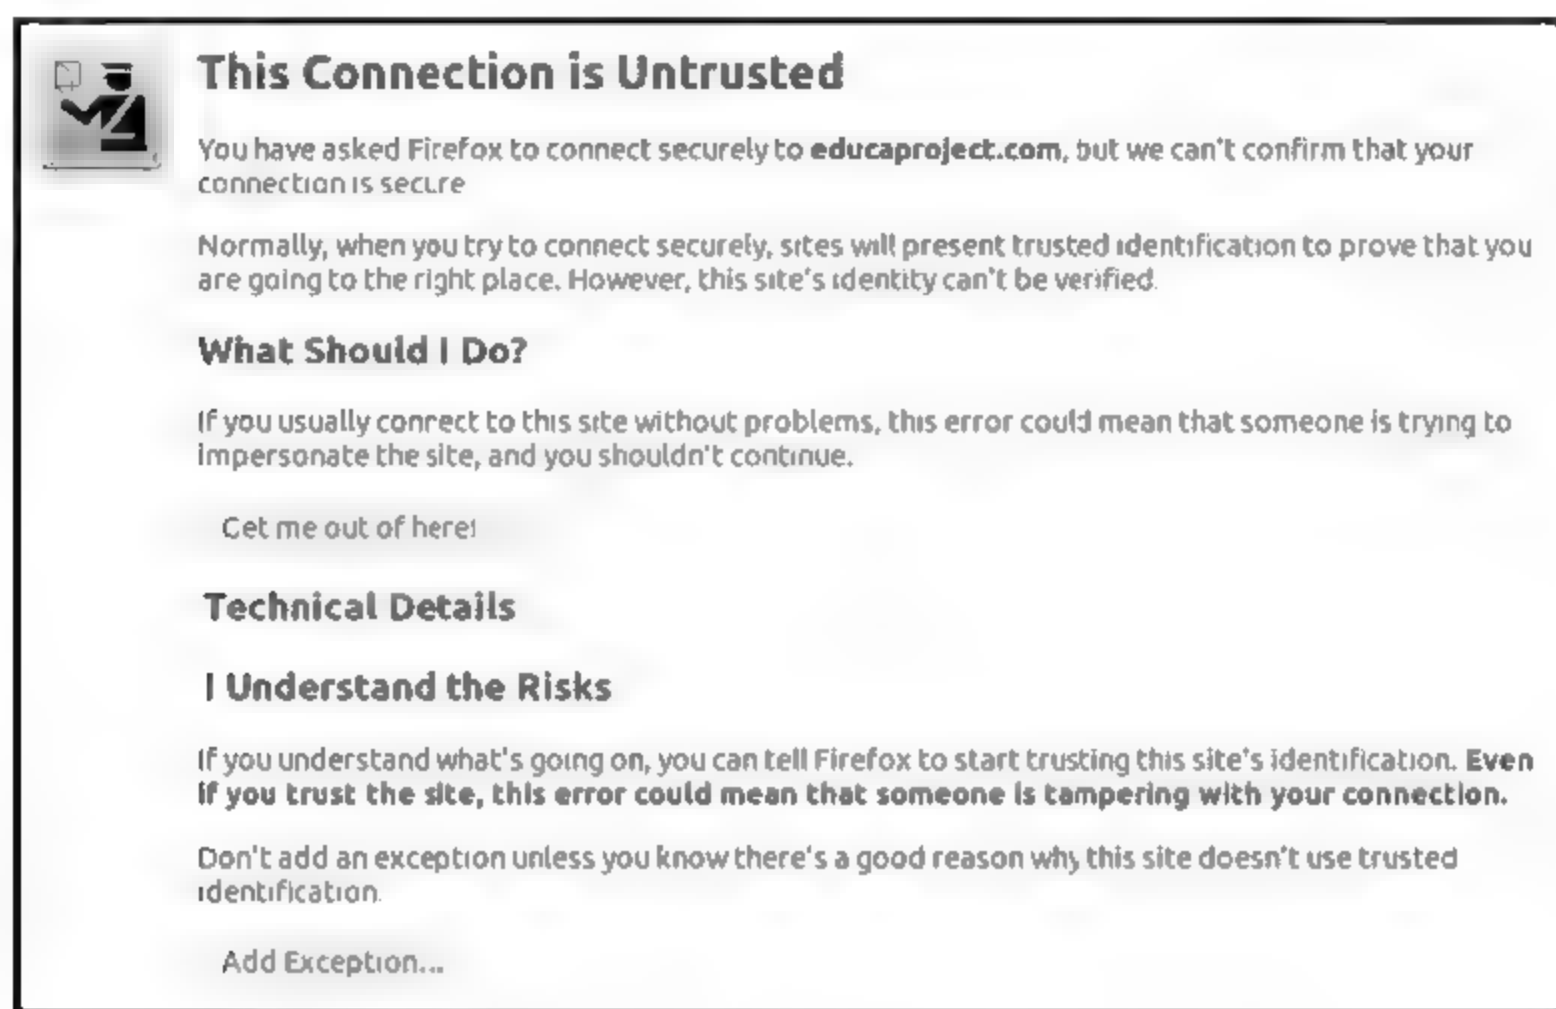 This Connection is Untrusted
You have asked Firefox to connect securely to educaproject.com, but we can't confirm that your
connection is secure
Normally, when you try to connect securely, sites will present trusted identification to prove that you
are going to the right place. However, this site's identity can't be verified.
What Should I Do?
If you usually connect to this site without problems, this error could mean that someone is trying to
impersonate the site, and you shouldn't continue.
Get me out of here!
Technical Details
I Understand the Risks
If you understand what's going on, you can tell Firefox to start trusting this site's identification. Even
if you trust the site, this error could mean that someone is tampering with your connection.
Don't add an exception unless you know there's a good reason why this site doesn't use trusted
identification.
Add Exception...